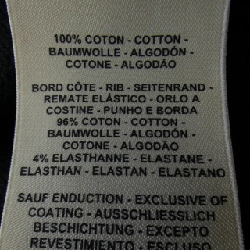 100% COTON - COTTON -
BAUMWOLLE - ALGODÓN -
COTONE - ALGODÃO
BORD CÔTE - RIB - SEITENRAND -
REMATE ELÁSTICO - ORLO A
COSTINE - PUNHO E BORDA
96% COTON - COTTON -
BAUMWOLLE - ALGODÓN -
COTONE - ALGODÃO
4% ELASTHANNE - ELASTANE -
ELASTHAN - ELASTAN - ELASTANO
SAUF ENDUCTION - EXCLUSIVE OF
COATING - AUSSCHLIESSLICH
BESCHICHTUNG - EXCEPTO
REVESTIMIENTO - ESCLUSO